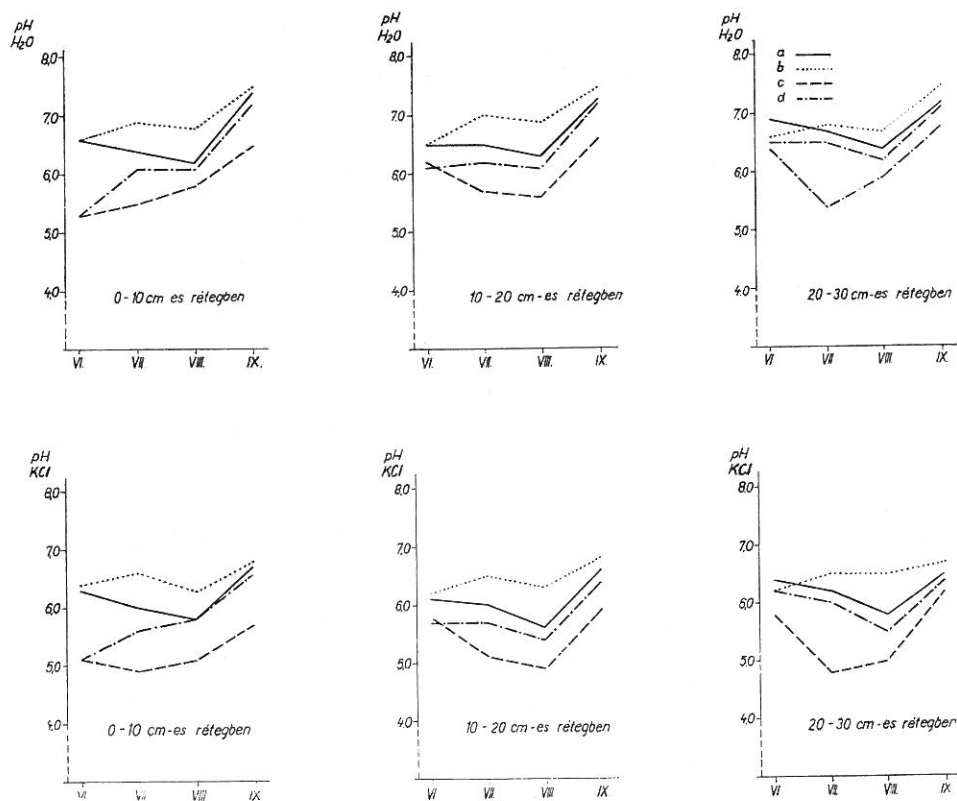 pH
H₂O
8,0
7,0
6,0
5,0
4,0
0-10 cm es rétegben
VI.
VII.
VIII.
IX.
pH
H₂O
8,0
7,0
6,0
5,0
4,0
10-20 cm-es rétegben
VI.
VII.
VIII.
IX.
pH
H₂O
8,0
7,0
6,0
5,0
4,0
a
b
c
d
20-30 cm-es rétegben
VI
VII
VIII.
IX.
pH
KCl
8,0
7,0
6,0
5,0
4,0
0-10 cm-es rétegben
VI.
VII
VIII
IX.
pH
KCl
8,0
7,0
6,0
5,0
4,0
10-20 cm-es rétegben
VI
VII.
VIII.
IX.
pH
KCl
8,0
7,0
6,0
5,0
4,0
20-30 cm-es rétegben
VI.
VII.
VIII.
IX.